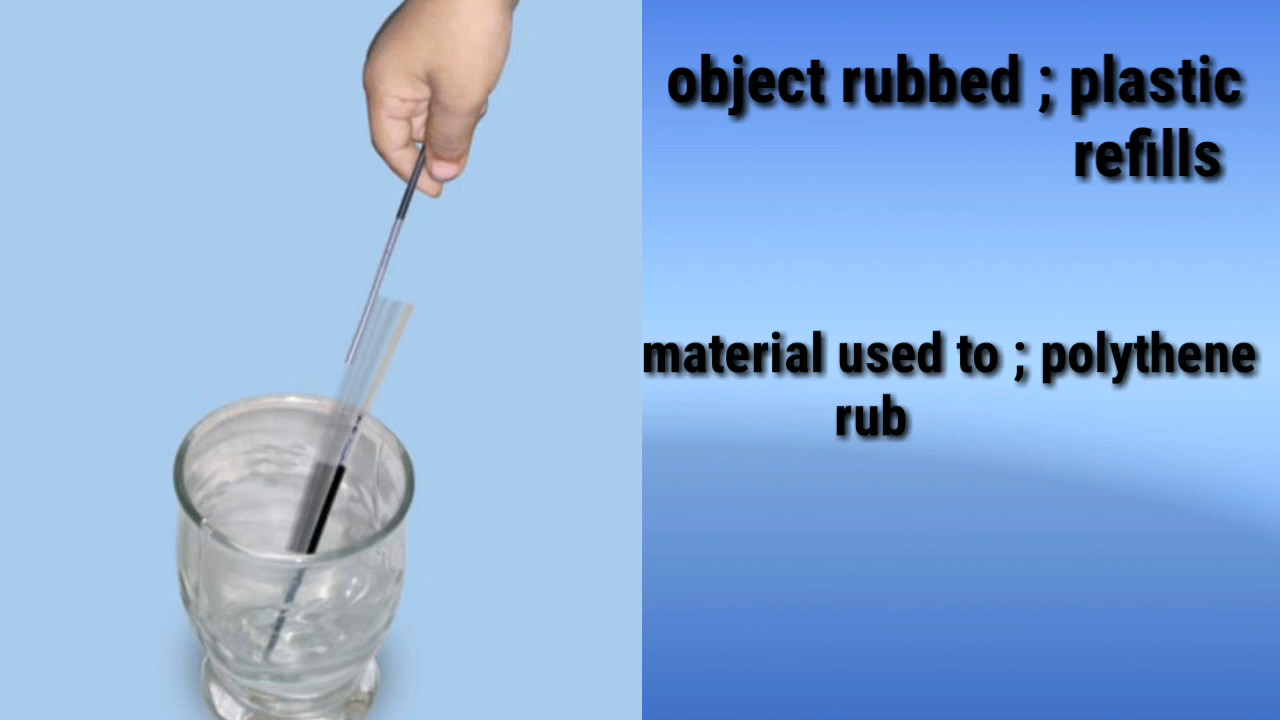 object rubbed ; plastic
refills
material used to ; polythene
rub